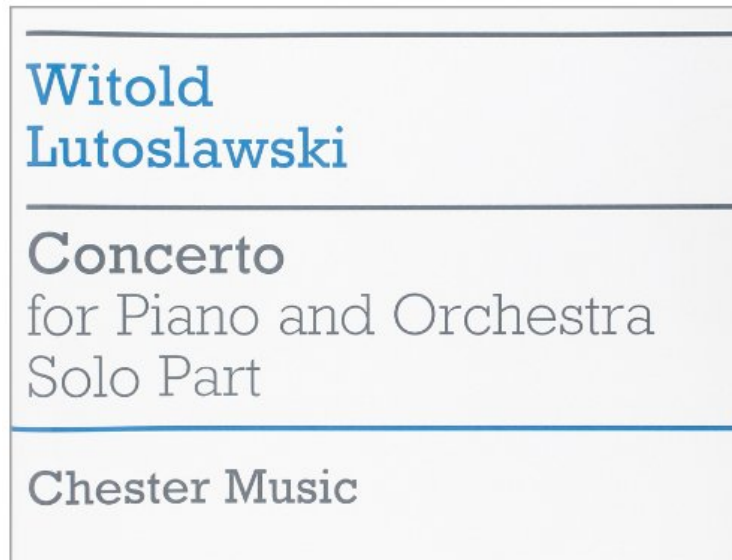 Witold
Lutoslawski
Concerto
for Piano and Orchestra
Solo Part
Chester Music